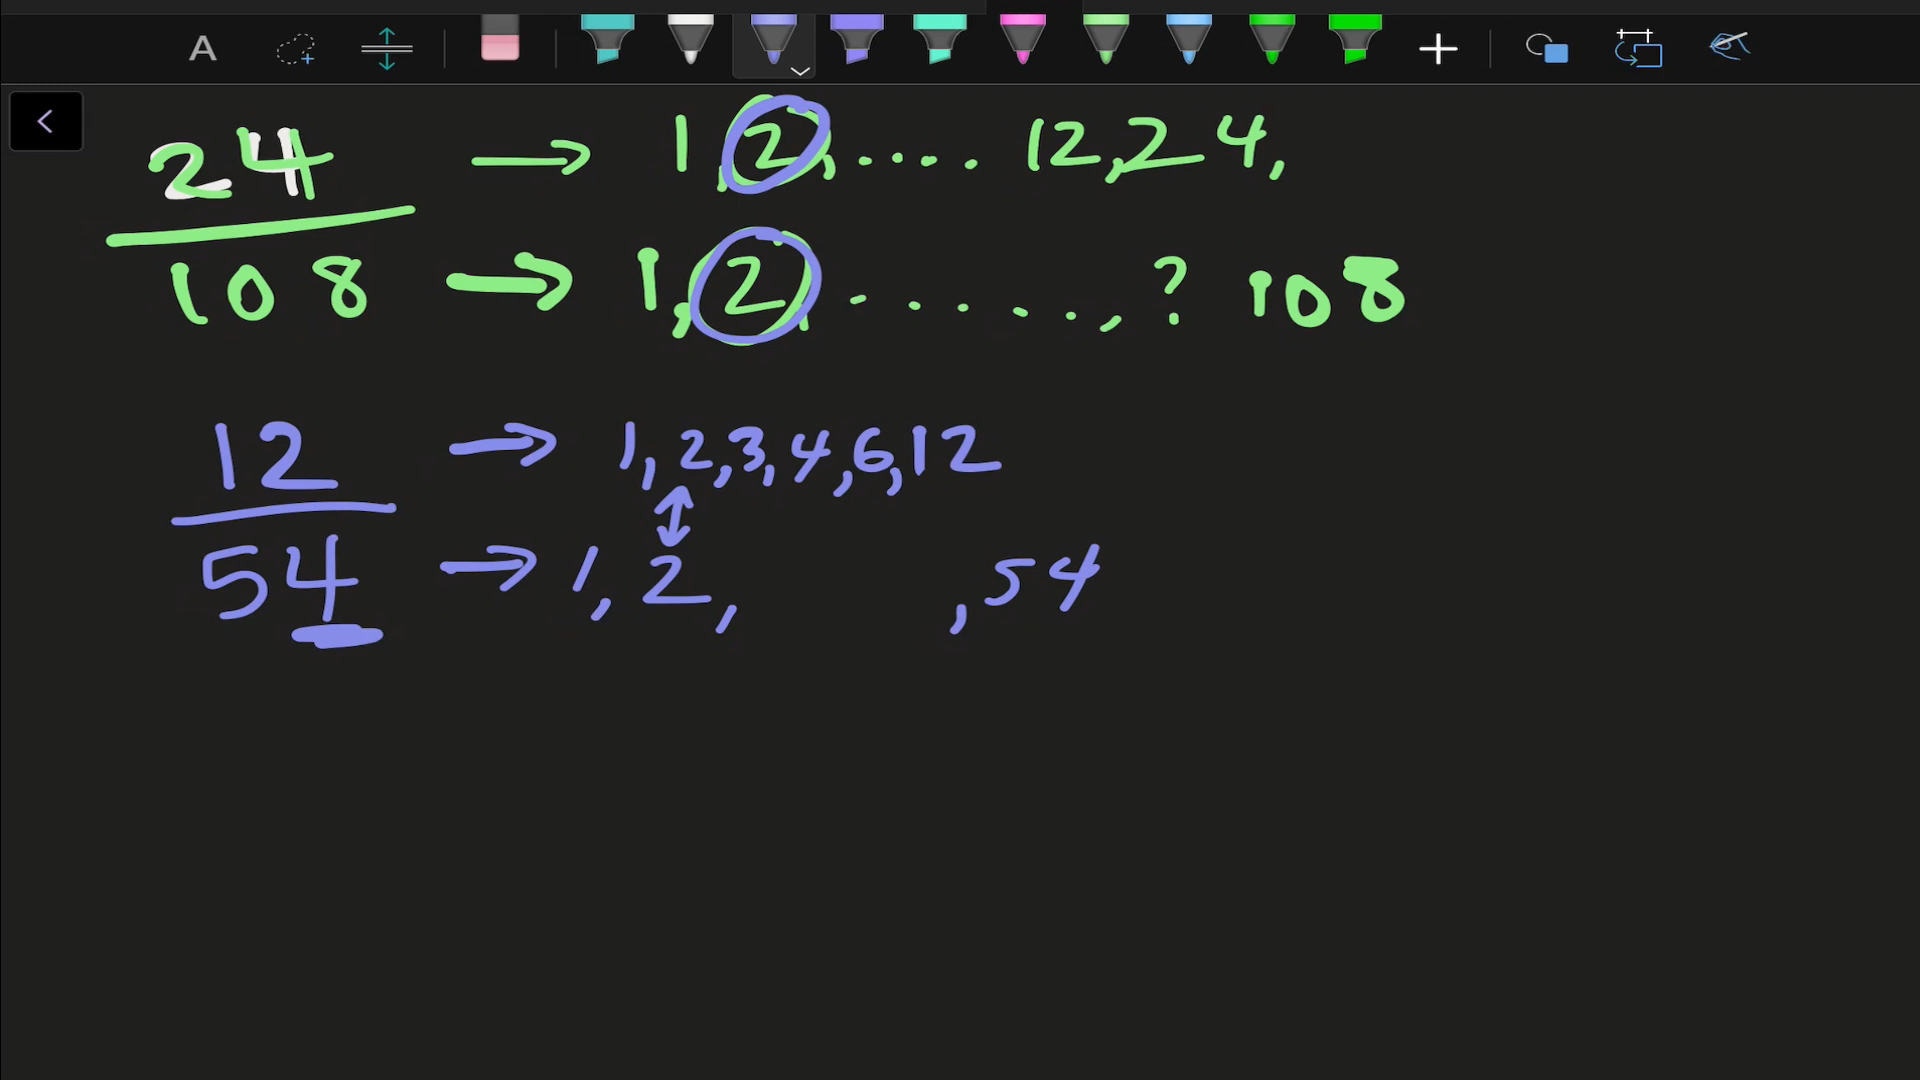 A
24 → 1, 2, ..... 12, 24,
108 → 1, 2, ....., ? 108
12 → 1, 2, 3, 4, 6, 12
54 → 1, 2, , 54